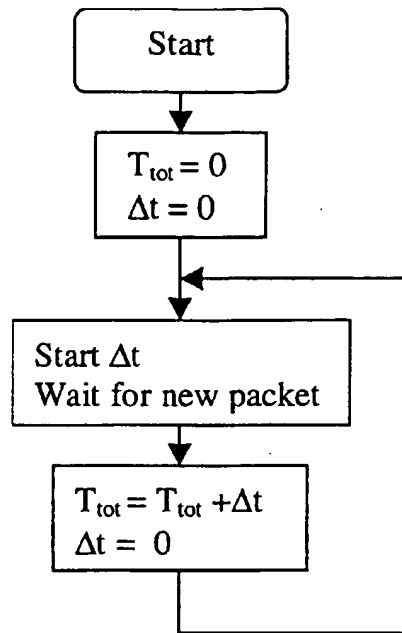 Start
T_tot = 0
Δt = 0
Start Δt
Wait for new packet
T_tot = T_tot +Δt
Δt = 0